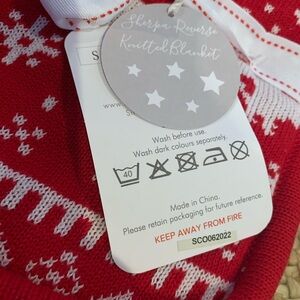 Sherpa Reverse
Knitted Blanket
S
www.
Wash before use.
Wash dark colours separately.
40
Made in China.
Please retain packaging for future reference.
KEEP AWAY FROM FIRE
SCO062022